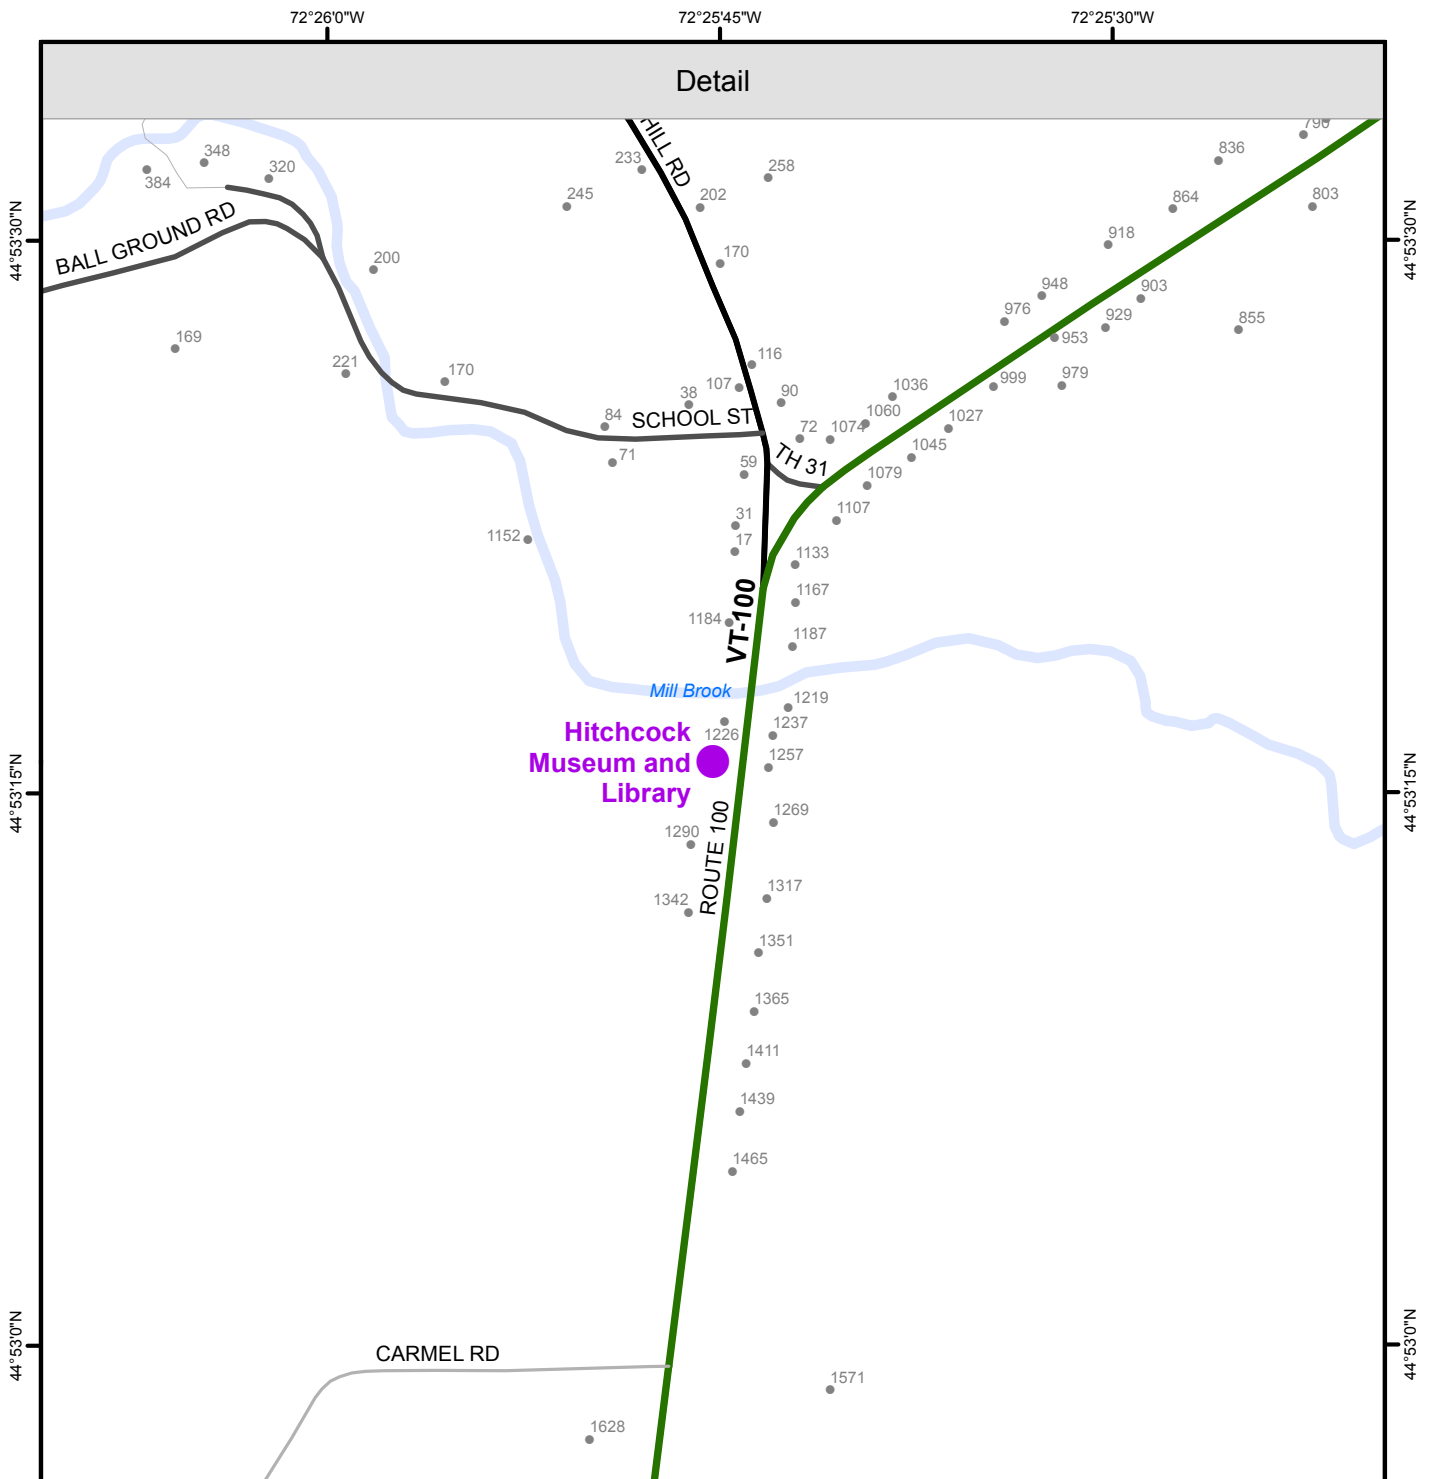 72°26'0"W
72°25'45"W
72°25'30"W
Detail
HILL RD
790
836
348
320
384
233
258
864
803
245
202
BALL GROUND RD
44°53'30"N
44°53'30"N
918
170
200
948
903
976
929
855
953
169
116
221
170
107
979
999
38
90
1036
84
SCHOOL ST
1060
72
1074
1027
TH 31
1045
71
59
1079
31
1107
1152
17
1133
VT-100
1167
1184
1187
Mill Brook
1219
Hitchcock
Museum and
Library
1226
1237
1257
44°53'15"N
44°53'15"N
1269
1290
ROUTE 100
1317
1342
1351
1365
1411
1439
1465
44°53'0"N
44°53'0"N
CARMEL RD
1571
1628